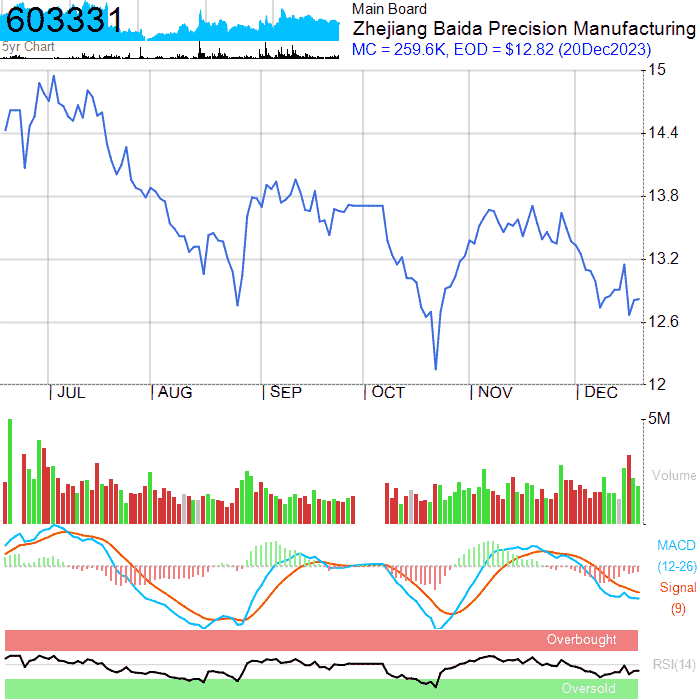 603331
5yr Chart
Main Board
Zhejiang Baida Precision Manufacturing
MC = 259.6K, EOD = $12.82 (20Dec2023)
15
14.4
13.8
13.2
12.6
12
JUL AUG SEP OCT NOV DEC
5M
Volume
MACD
(12-26)
Signal
(9)
Overbought
RSI(14)
Oversold